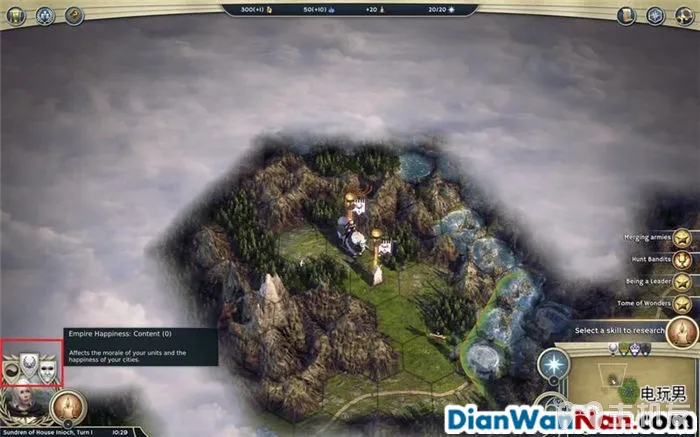 300(+1)
50(+10)
+20
20/20
Merging armies
Hunt Bandits
Being a Leader
Tome of Wonders
Select a skill to research
Empire Happiness: Content (0)
Affects the morale of your units and the
happiness of your cities.
Sundren of House Inioch, Turn 1
10:29
电玩男
DianWanNan.com